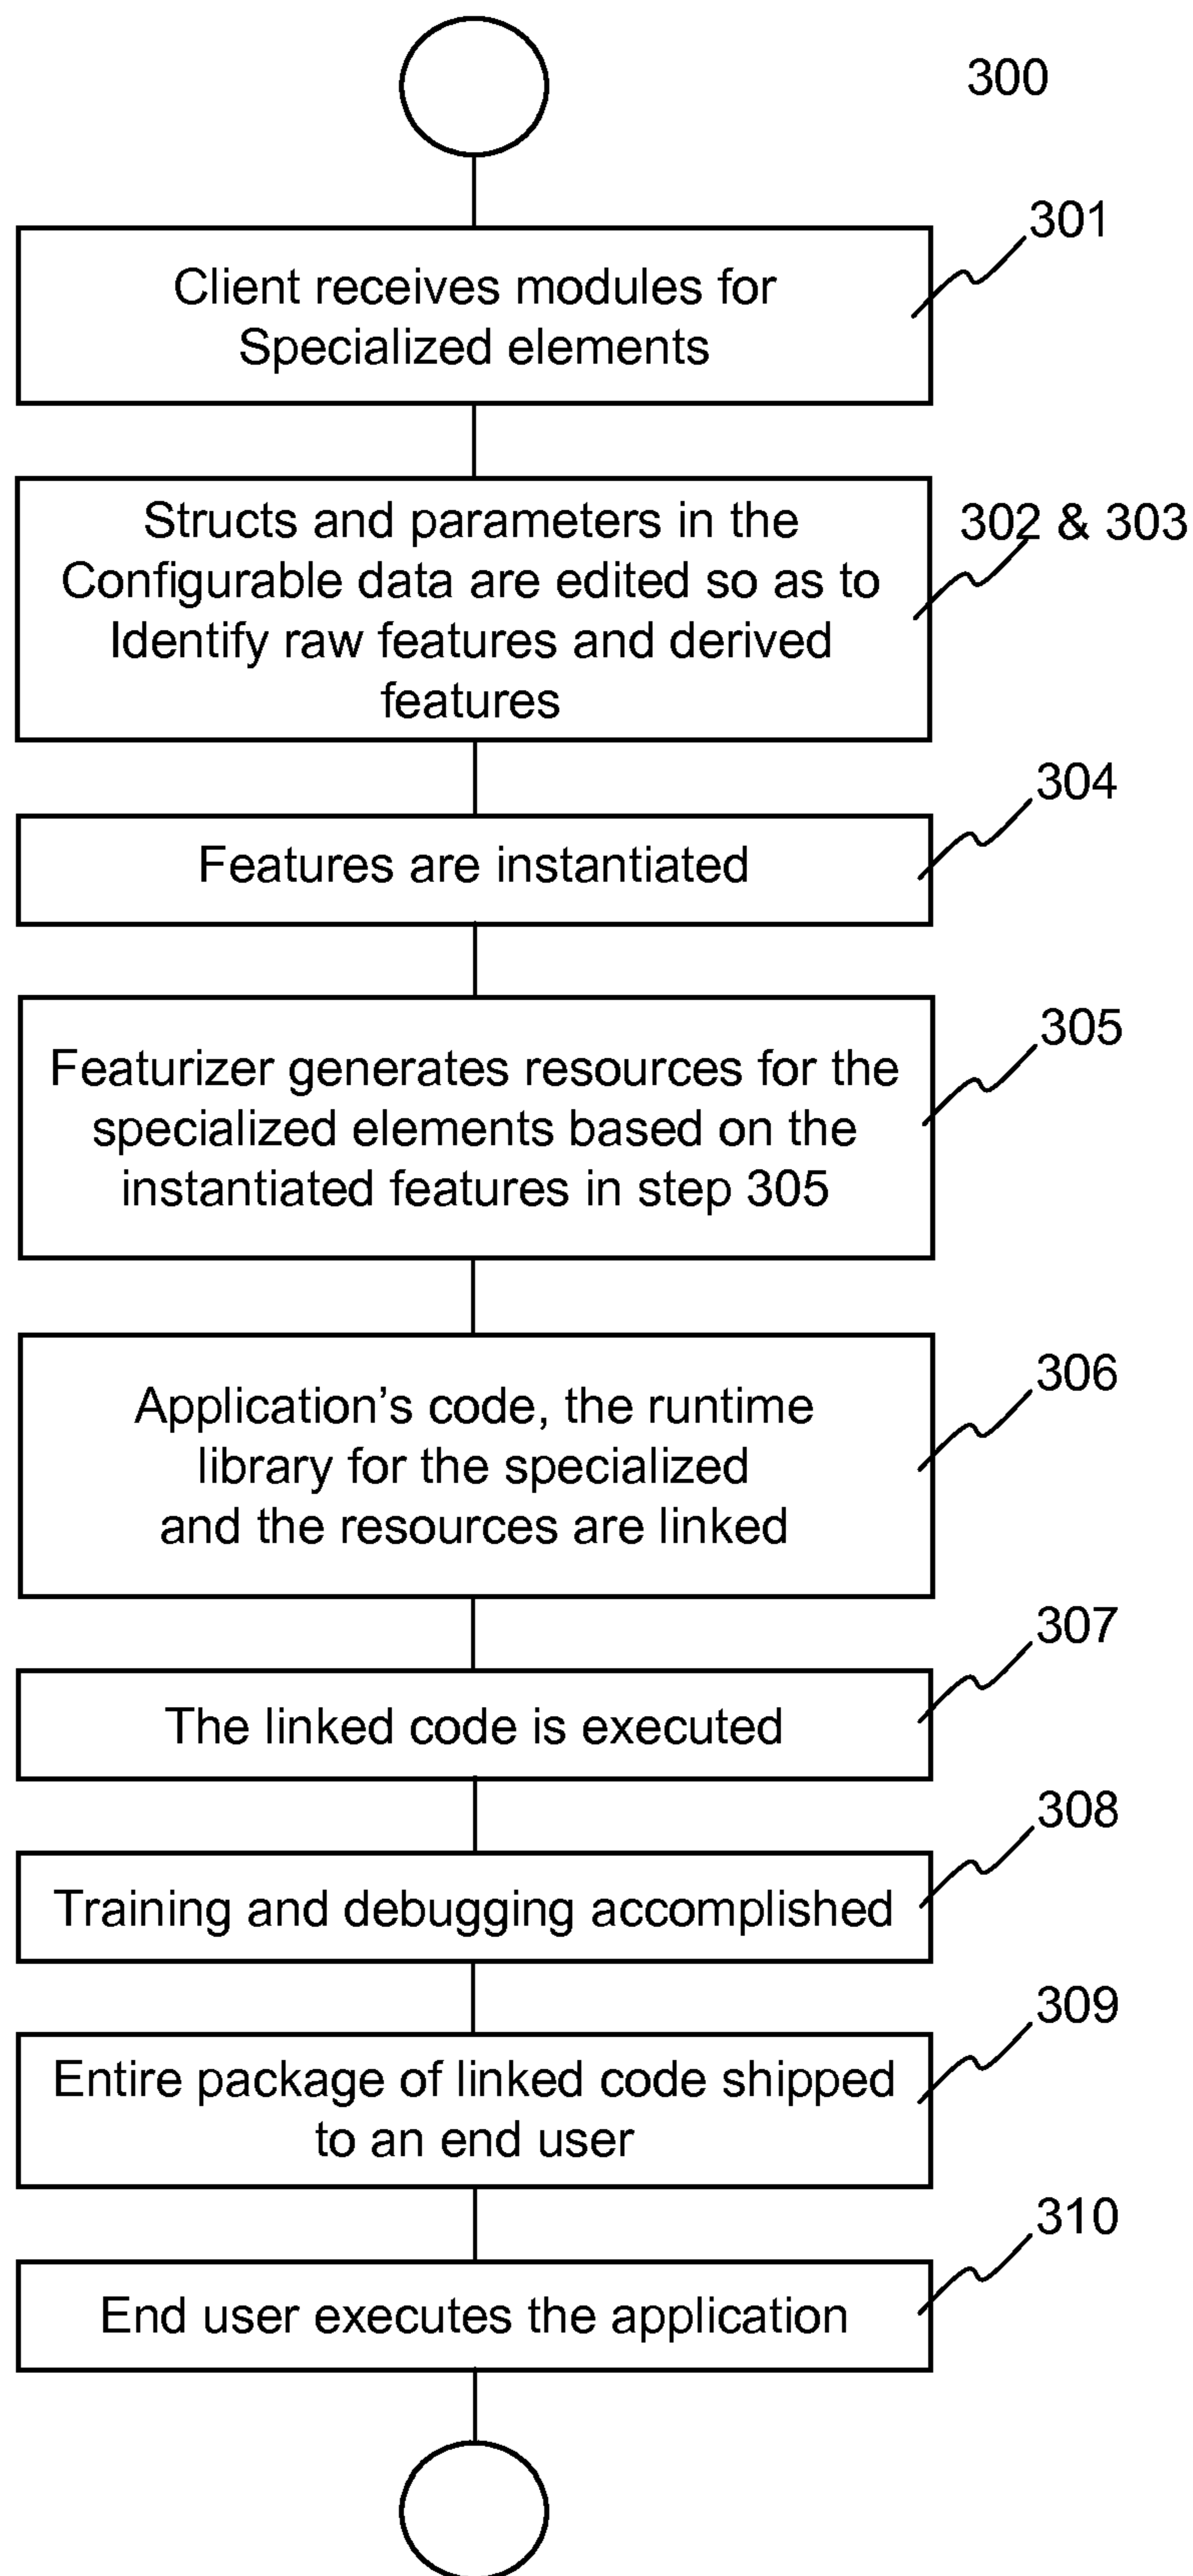 300
301
Client receives modules for
Specialized elements
302 & 303
Structs and parameters in the
Configurable data are edited so as to
Identify raw features and derived
features
304
Features are instantiated
305
Featurizer generates resources for the
specialized elements based on the
instantiated features in step 305
306
Application’s code, the runtime
library for the specialized
and the resources are linked
307
The linked code is executed
308
Training and debugging accomplished
309
Entire package of linked code shipped
to an end user
310
End user executes the application